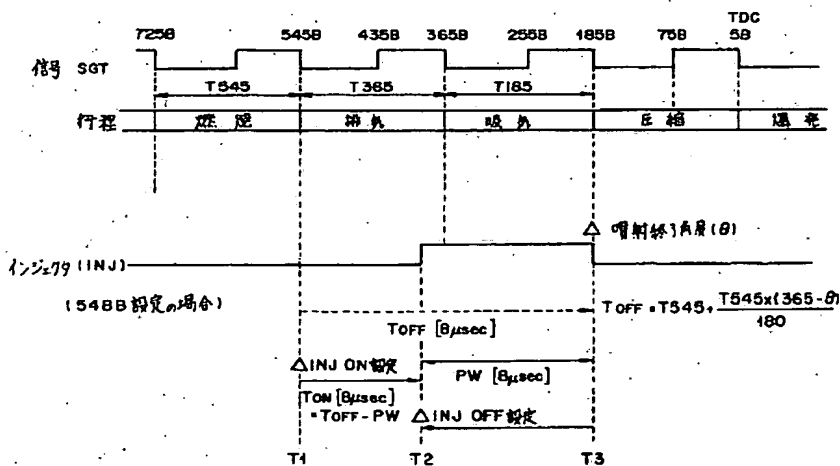 TDC
725B 545B 435B 365B 255B 185B 75B 5B
信号 SGT
T545 T365 T185
行程 燃焼 排気 吸気 圧縮 爆発
噴射終了角度(θ)
インジェクタ(INJ)
(548B設定の場合)
TOFF = T545 + T545x(365-θ)
180
TOFF [8μsec]
INJ ON設定
PW [8μsec]
TON [8μsec]
= TOFF - PW
INJ OFF設定
T1 T2 T3